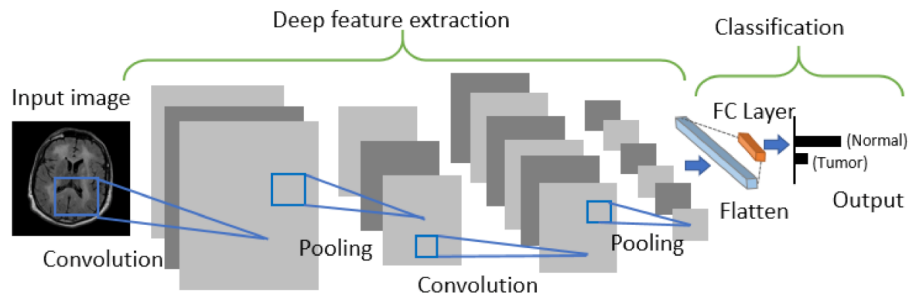 Deep feature extraction
Classification
Input image
FC Layer
(Normal)
(Tumor)
Convolution
Pooling
Convolution
Pooling
Flatten
Output